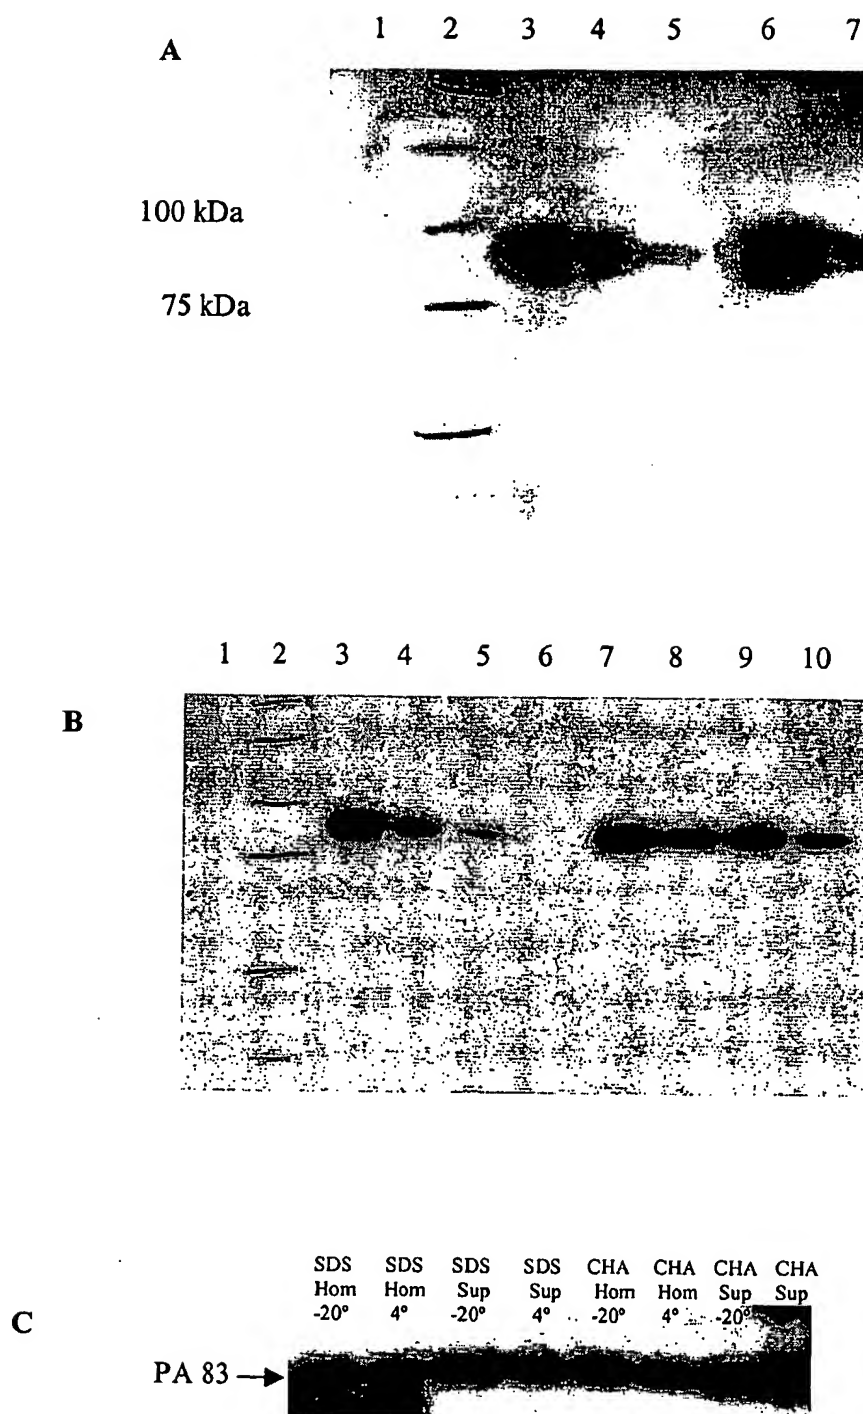 A
1 2 3 4 5 6 7
100 kDa
75 kDa
B
1 2 3 4 5 6 7 8 9 10
C
SDS SDS SDS SDS CHA CHA CHA CHA
Hom Hom Sup Sup Hom Hom Sup Sup
-20° 4° -20° 4° -20° 4° -20°
PA 83